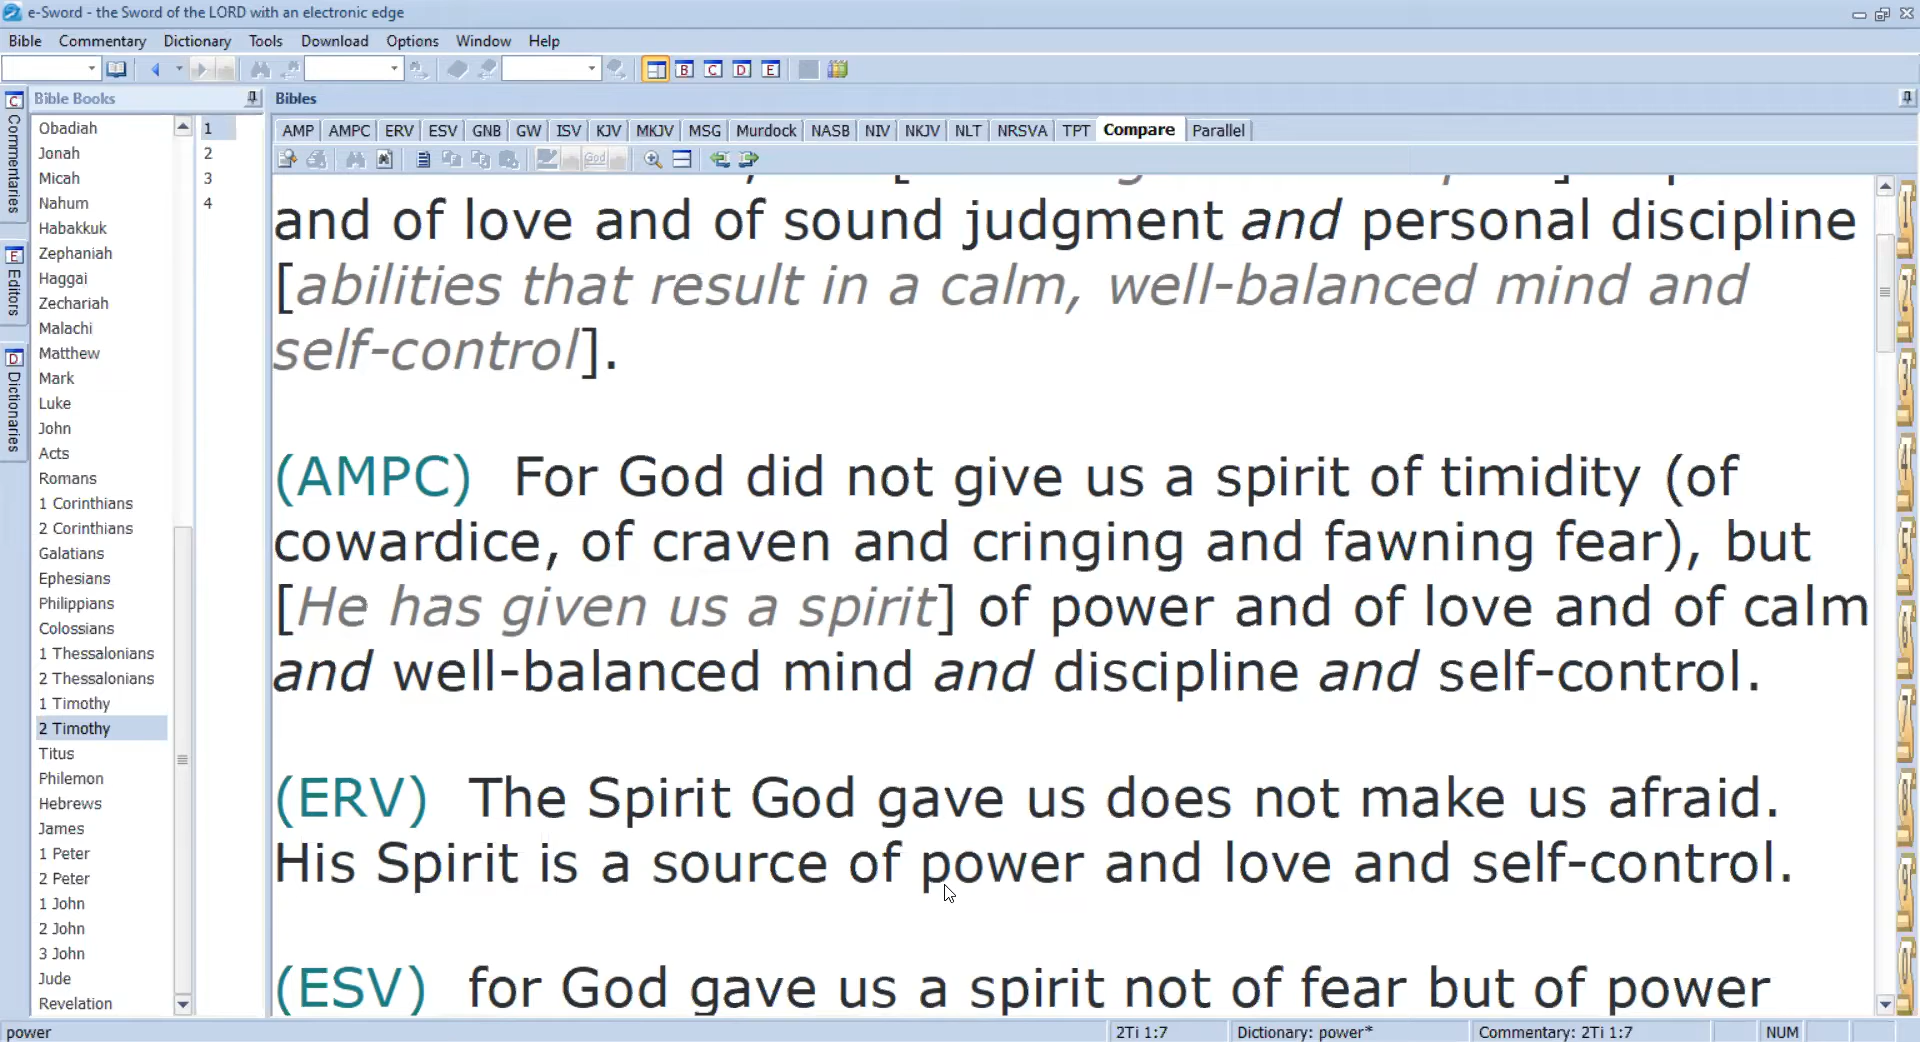 e-Sword - the Sword of the LORD with an electronic edge
Bible Commentary Dictionary Tools Download Options Window Help
B C D E
C Commentaries
E Editors
D Dictionaries
Bible Books
Obadiah
Jonah
Micah
Nahum
Habakkuk
Zephaniah
Haggai
Zechariah
Malachi
Matthew
Mark
Luke
John
Acts
Romans
1 Corinthians
2 Corinthians
Galatians
Ephesians
Philippians
Colossians
1 Thessalonians
2 Thessalonians
1 Timothy
2 Timothy
Titus
Philemon
Hebrews
James
1 Peter
2 Peter
1 John
2 John
3 John
Jude
Revelation
1
2
3
4
Bibles
AMP AMPC ERV ESV GNB GW ISV KJV MKJV MSG Murdock NASB NIV NKJV NLT NRSVA TPT Compare Parallel
God
and of love and of sound judgment and personal discipline
[abilities that result in a calm, well-balanced mind and
self-control].
(AMPC) For God did not give us a spirit of timidity (of
cowardice, of craven and cringing and fawning fear), but
[He has given us a spirit] of power and of love and of calm
and well-balanced mind and discipline and self-control.
(ERV) The Spirit God gave us does not make us afraid.
His Spirit is a source of power and love and self-control.
(ESV) for God gave us a spirit not of fear but of power
power 2Ti 1:7 Dictionary: power* Commentary: 2Ti 1:7 NUM